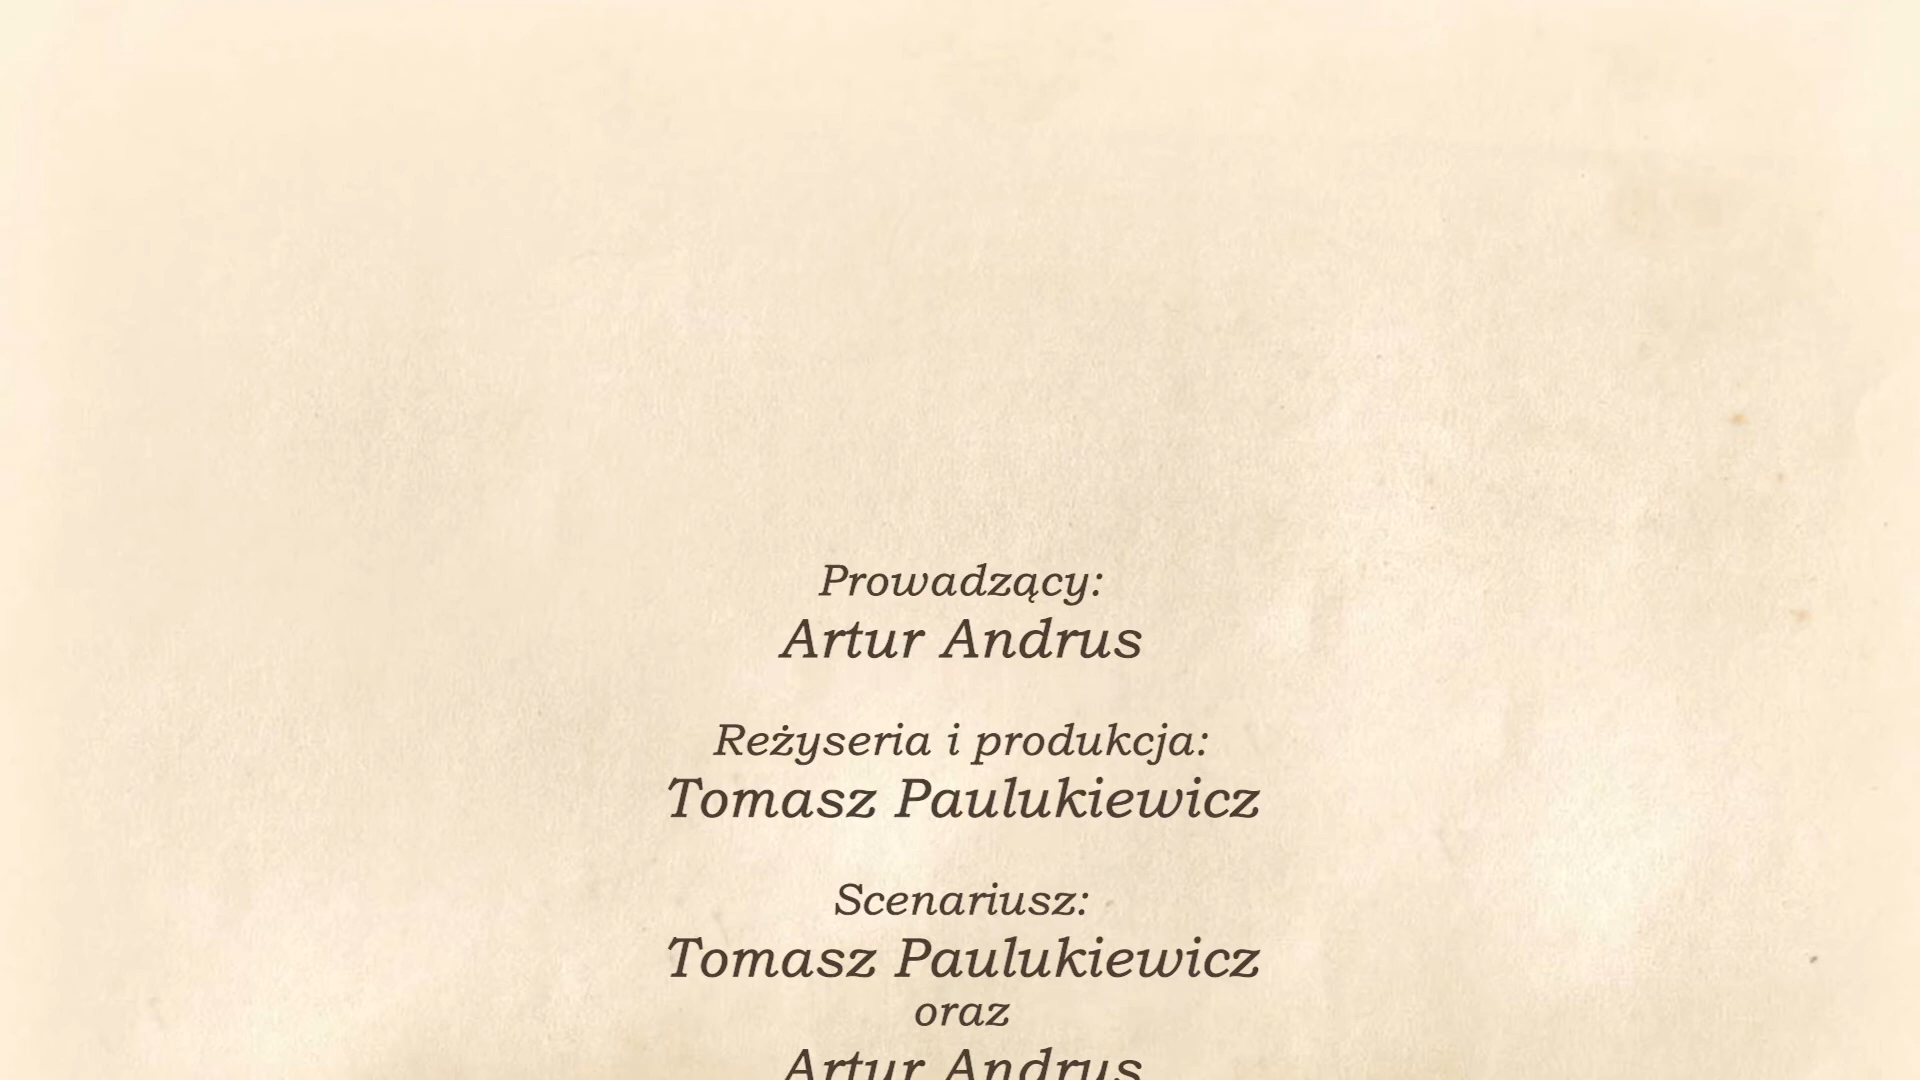 Prowadzący:
Artur Andrus
Reżyseria i produkcja:
Tomasz Paulukiewicz
Scenariusz:
Tomasz Paulukiewicz
oraz
Artur Andrus